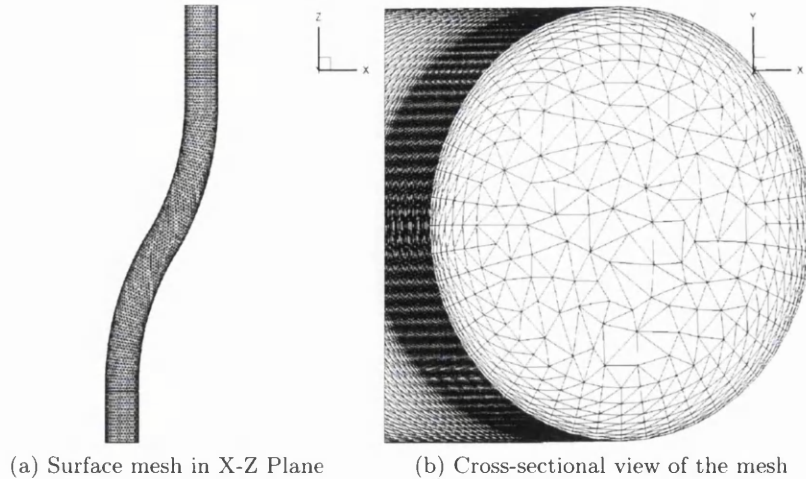 Z
X
Y
X
(a) Surface mesh in X-Z Plane
(b) Cross-sectional view of the mesh